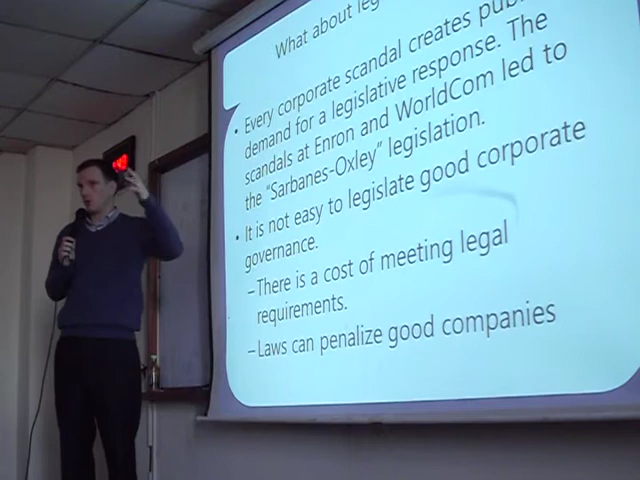 What about leg
• Every corporate scandal creates pub
demand for a legislative response. The
scandals at Enron and WorldCom led to
the “Sarbanes-Oxley” legislation.
• It is not easy to legislate good corporate
governance.
–There is a cost of meeting legal
requirements.
–Laws can penalize good companies